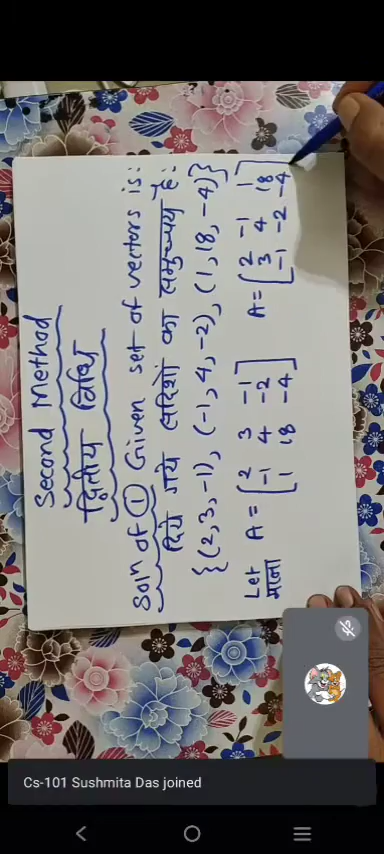 Second Method
द्वितीय विधि
Solⁿ of ① Given set of vectors is:
दिये गये सदिशो का समुच्चय है:
{(2, 3, -1), (-1, 4, -2), (1, 18, -4)}
Let
माना
A = [ 2 3 -1
-1 4 -2
1 18 -4 ]
A = [ 2 -1 1
3 4 18
-1 -2 -4 ]
Cs-101 Sushmita Das joined